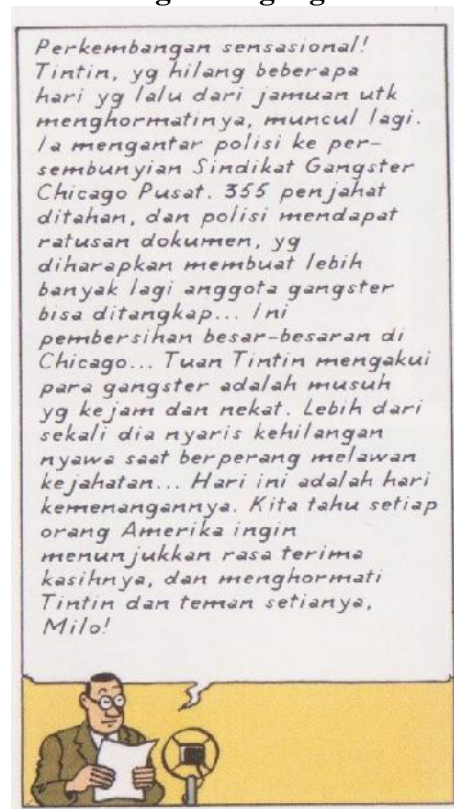 Perkembangan sensasional!
Tintin, yg hilang beberapa
hari yg lalu dari jamuan utk
menghormatinya, muncul lagi.
Ia mengantar polisi ke per-
sembunyian Sindikat Gangster
Chicago Pusat. 355 penjahat
ditahan, dan polisi mendapat
ratusan dokumen, yg
diharapkan membuat lebih
banyak lagi anggota gangster
bisa ditangkap... Ini
pembersihan besar-besaran di
Chicago... Tuan Tintin mengakui
para gangster adalah musuh
yg kejam dan nekat. Lebih dari
sekali dia nyaris kehilangan
nyawa saat berperang melawan
kejahatan... Hari ini adalah hari
kemenangannya. Kita tahu setiap
orang Amerika ingin
menunjukkan rasa terima
kasihnya, dan menghormati
Tintin dan teman setianya,
Milo!